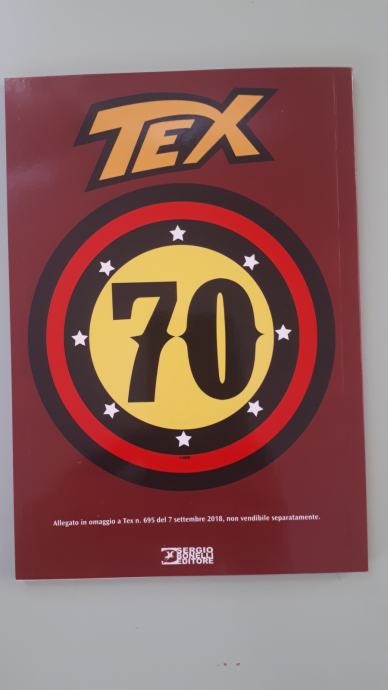 TEX
70
Allegato in omaggio a Tex n. 695 del 7 settembre 2018, non vendibile separatamente.
SERGIO
BONELLI
EDITORE